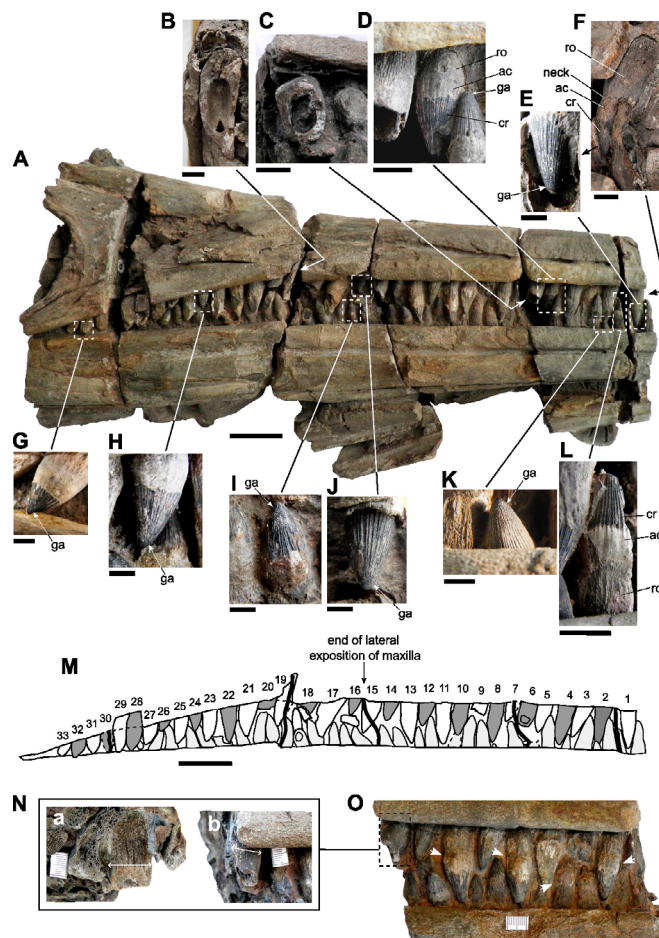 B
C
D
ro
ac
ga
cr
F
ro
neck
ac
cr
E
ga
A
G
ga
H
ga
I
ga
J
ga
K
ga
L
cr
ac
ro
end of lateral
exposition of maxilla
M
33 32 31 30 29 28 27 26 25 24 23 22 21 20 19 18 17 16 15 14 13 12 11 10 9 8 7 6 5 4 3 2 1
N
a
b
O